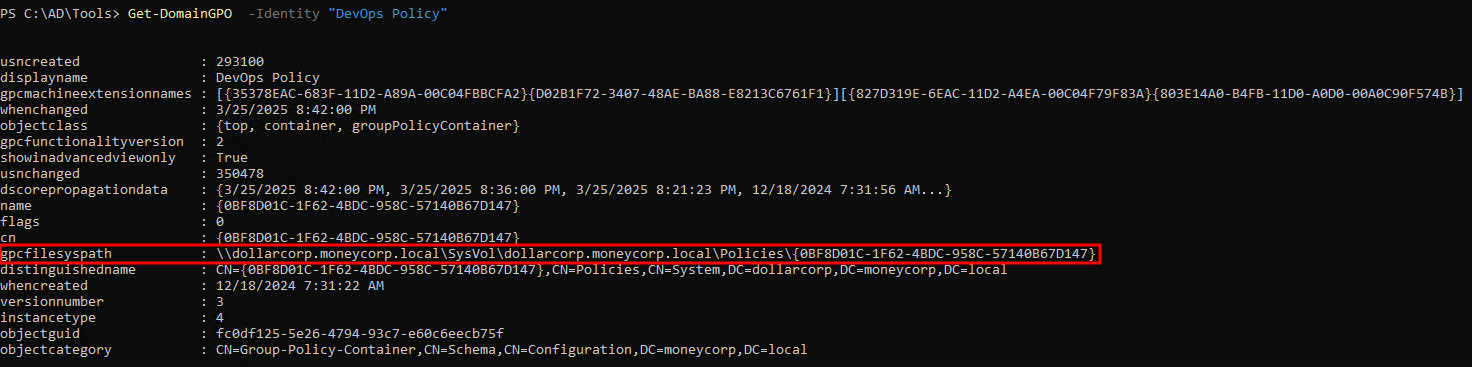 PS C:\AD\Tools> Get-DomainGPO  -Identity "DevOps Policy"
usncreated               : 293100
displayname              : DevOps Policy
gpcmachineextensionnames : [{35378EAC-683F-11D2-A89A-00C04FBBCFA2}{D02B1F72-3407-48AE-BA88-E8213C6761F1}][{827D319E-6EAC-11D2-A4EA-00C04F79F83A}{803E14A0-B4FB-11D0-A0D0-00A0C90F574B}]
whenchanged              : 3/25/2025 8:42:00 PM
objectclass              : {top, container, groupPolicyContainer}
gpcfunctionalityversion  : 2
showinadvancedviewonly   : True
usnchanged               : 350478
dscorepropagationdata    : {3/25/2025 8:42:00 PM, 3/25/2025 8:36:00 PM, 3/25/2025 8:21:23 PM, 12/18/2024 7:31:56 AM...}
name                     : {0BF8D01C-1F62-4BDC-958C-57140B67D147}
flags                    : 0
cn                       : {0BF8D01C-1F62-4BDC-958C-57140B67D147}
gpcfilesyspath           : \\dollarcorp.moneycorp.local\SysVol\dollarcorp.moneycorp.local\Policies\{0BF8D01C-1F62-4BDC-958C-57140B67D147}
distinguishedname        : CN={0BF8D01C-1F62-4BDC-958C-57140B67D147},CN=Policies,CN=System,DC=dollarcorp,DC=moneycorp,DC=local
whencreated              : 12/18/2024 7:31:22 AM
versionnumber            : 3
instancetype             : 4
objectguid               : fc0df125-5e26-4794-93c7-e60c6eecb75f
objectcategory           : CN=Group-Policy-Container,CN=Schema,CN=Configuration,DC=moneycorp,DC=local